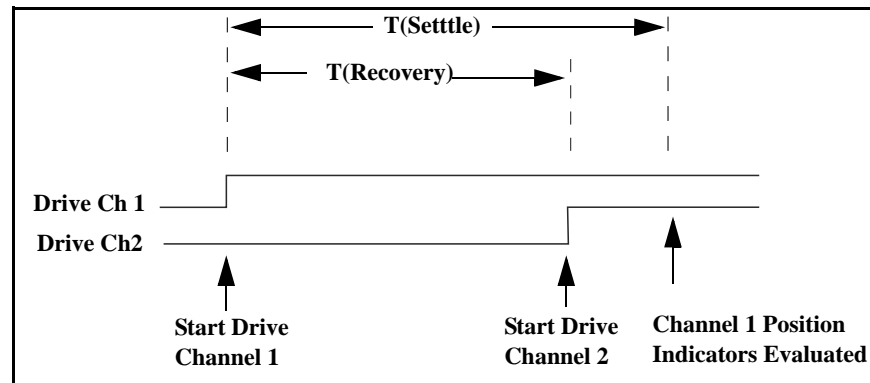 T(Setttle)
T(Recovery)
Drive Ch 1
Drive Ch2
Start Drive
Channel 1
Start Drive
Channel 2
Channel 1 Position
Indicators Evaluated